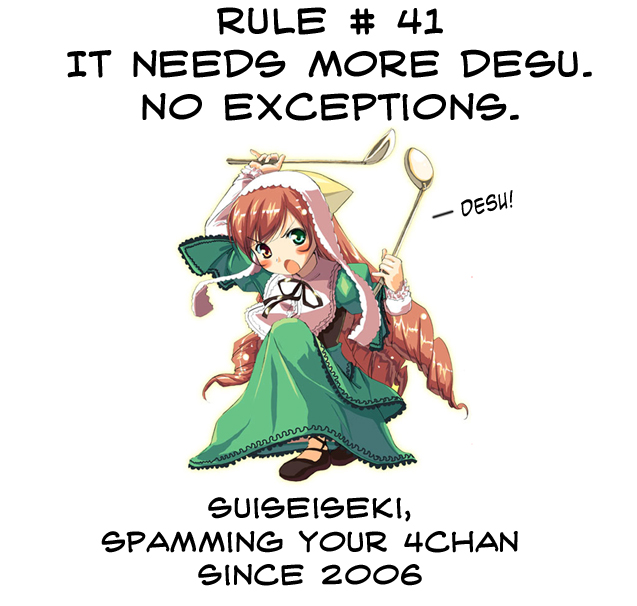 RULE # 41
IT NEEDS MORE DESU.
NO EXCEPTIONS.
— DESU!
SUISEISEKI,
SPAMMING YOUR 4CHAN
SINCE 2006